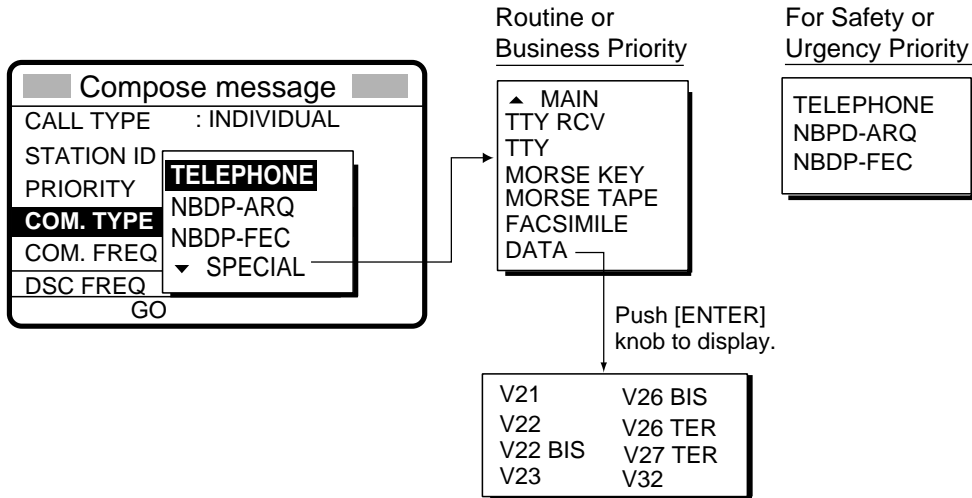 Compose message
CALL TYPE : INDIVIDUAL
STATION ID
PRIORITY
COM. TYPE
COM. FREQ
DSC FREQ
GO
TELEPHONE
NBDP-ARQ
NBDP-FEC
▼ SPECIAL
Routine or
Business Priority
▲ MAIN
TTY RCV
TTY
MORSE KEY
MORSE TAPE
FACSIMILE
DATA
Push [ENTER]
knob to display.
V21 V26 BIS
V22 V26 TER
V22 BIS V27 TER
V23 V32
For Safety or
Urgency Priority
TELEPHONE
NBPD-ARQ
NBDP-FEC